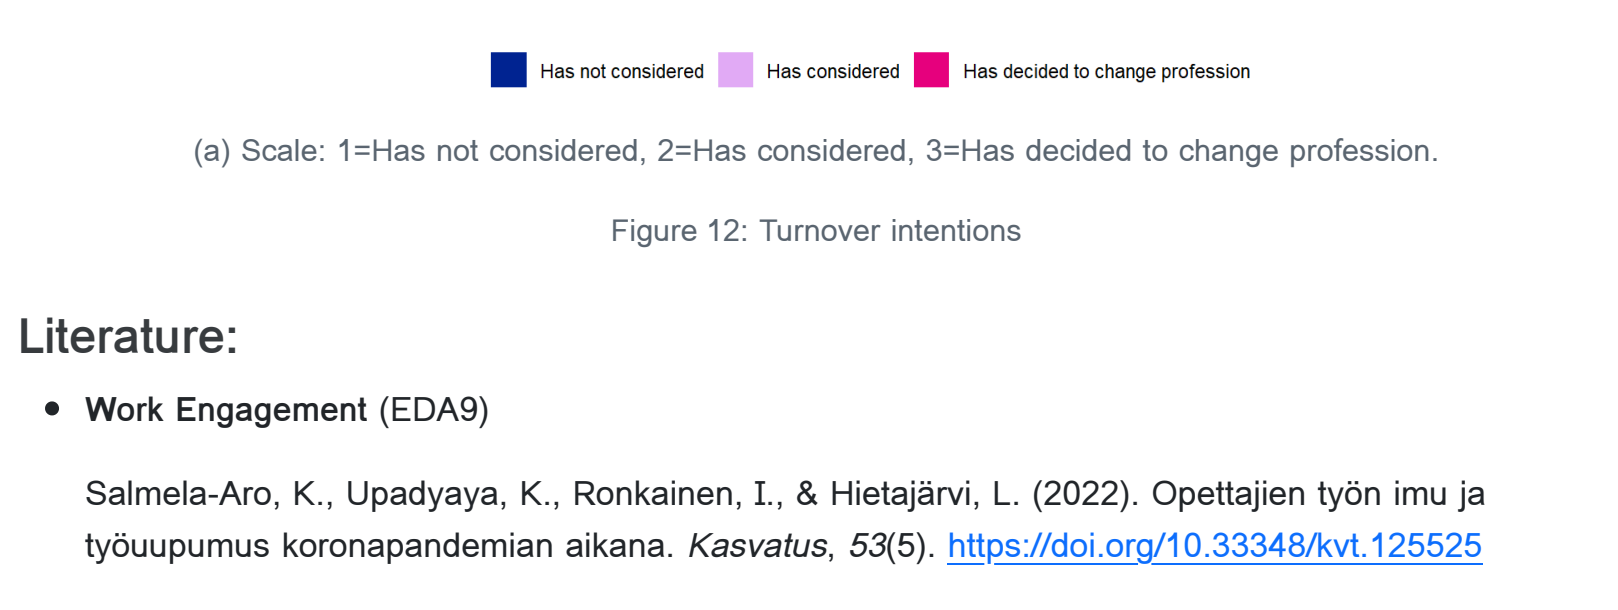 Has not considered Has considered Has decided to change profession
(a) Scale: 1=Has not considered, 2=Has considered, 3=Has decided to change profession.
Figure 12: Turnover intentions
Literature:
• Work Engagement (EDA9)
Salmela-Aro, K., Upadyaya, K., Ronkainen, I., & Hietajärvi, L. (2022). Opettajien työn imu ja
työuupumus koronapandemian aikana. Kasvatus, 53(5). https://doi.org/10.33348/kvt.125525